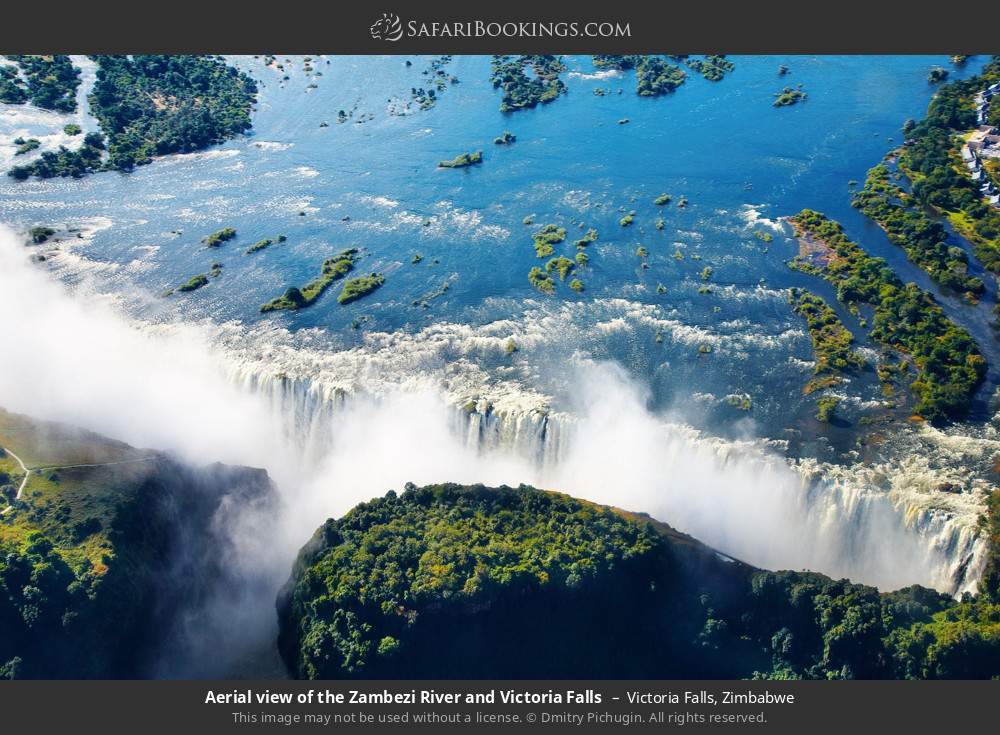 SAFARIBOOKINGS.COM
Aerial view of the Zambezi River and Victoria Falls – Victoria Falls, Zimbabwe
This image may not be used without a license. © Dmitry Pichugin. All rights reserved.